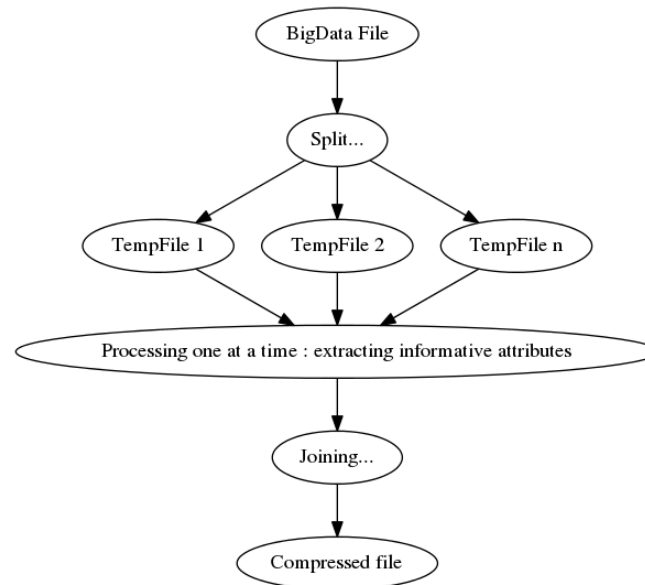 BigData File
Split...
TempFile 1
TempFile 2
TempFile n
Processing one at a time : extracting informative attributes
Joining...
Compressed file